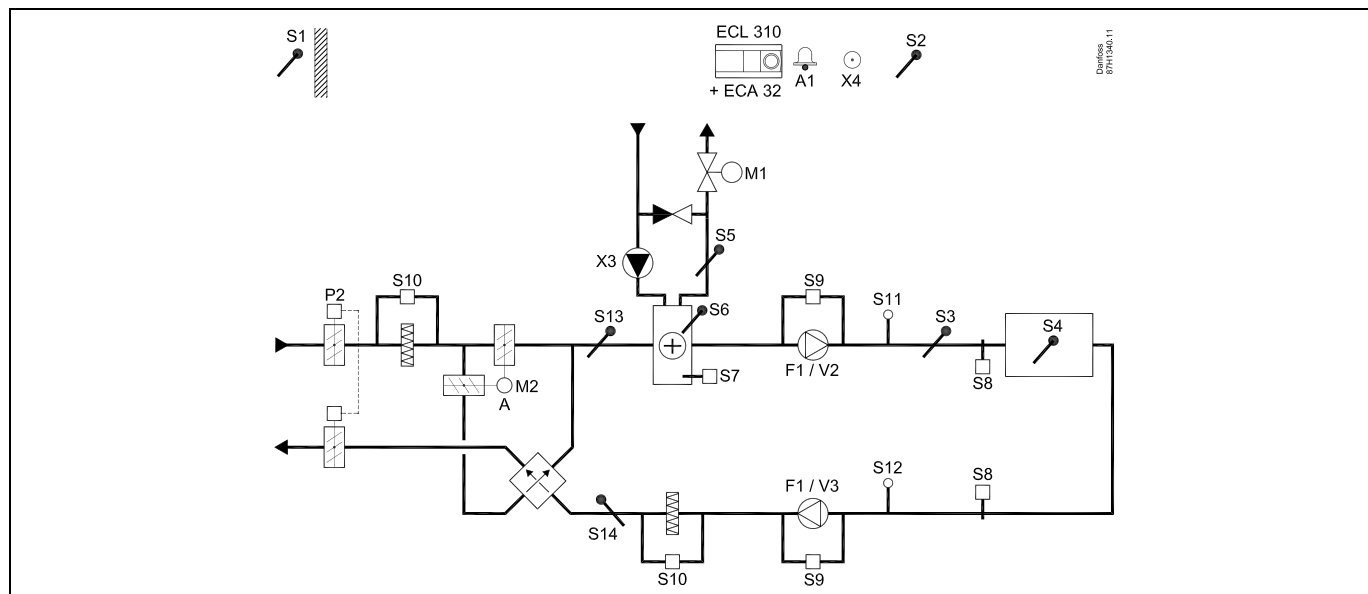 S1
ECL 310
+ ECA 32
A1
X4
S2
Danfoss
87H1340.11
M1
S5
X3
S10
P2
S13
S6
S9
S11
S3
S4
M2
A
S7
F1 / V2
S8
S14
S10
F1 / V3
S9
S12
S8